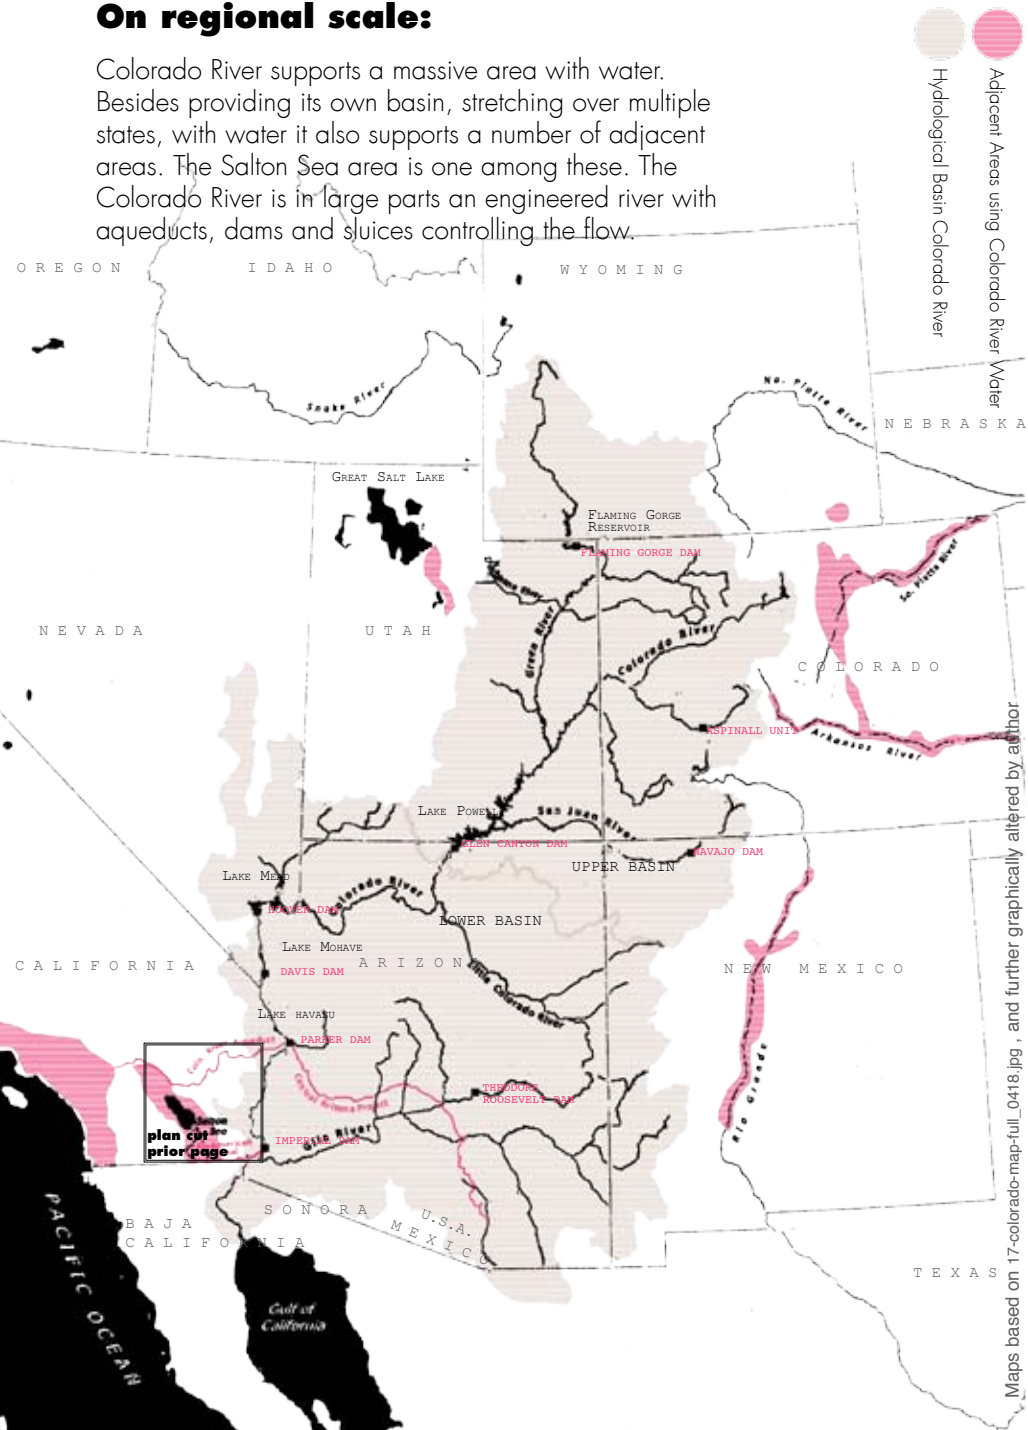 On regional scale:
Colorado River supports a massive area with water.
Besides providing its own basin, stretching over multiple
states, with water it also supports a number of adjacent
areas. The Salton Sea area is one among these. The
Colorado River is in large parts an engineered river with
aqueducts, dams and sluices controlling the flow.
Hydrological Basin Colorado River
Adjacent Areas using Colorado River Water
OREGON
IDAHO
WYOMING
Snake River
No. Platte River
NEBRASKA
Great Salt Lake
Flaming Gorge
Reservoir
FLAMING GORGE DAM
So. Platte River
Green River
Colorado River
NEVADA
UTAH
COLORADO
ASPINALL UNIT
Arkansas River
Lake Powell
San Juan River
GLEN CANYON DAM
NAVAJO DAM
UPPER BASIN
Lake Mead
Colorado River
HOOVER DAM
LOWER BASIN
Lake Mohave
DAVIS DAM
ARIZONA
Little Colorado River
CALIFORNIA
NEW MEXICO
Lake havasu
PARKER DAM
Central Arizona Project
THEODORE
ROOSEVELT DAM
Rio Grande
Salton
Sea
plan cut
prior page
IMPERIAL DAM
Gila River
SONORA
U.S.A.
MEXICO
BAJA
CALIFORNIA
PACIFIC OCEAN
Gulf of
California
TEXAS
Maps based on 17-colorado-map-full_0418.jpg , and further graphically altered by author